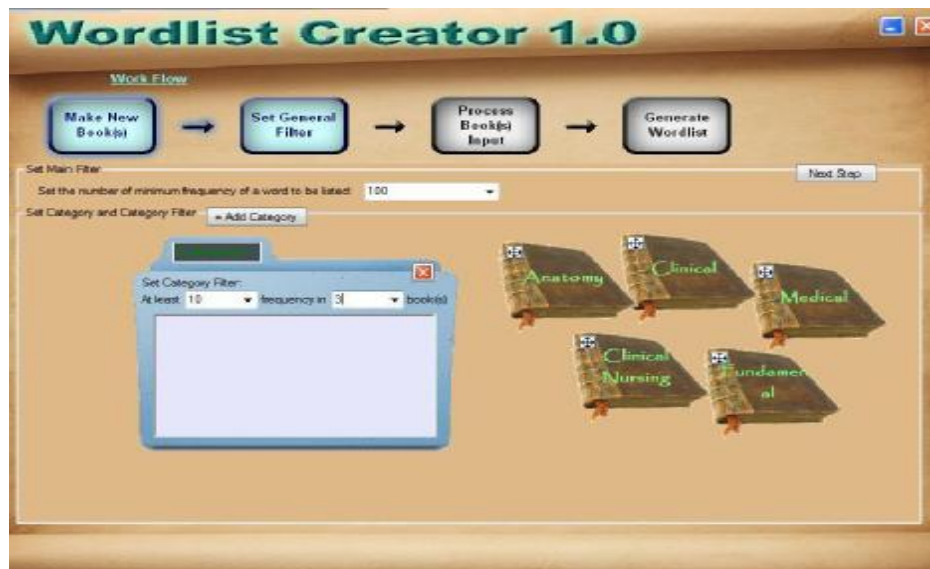 Wordlist Creator 1.0
Work Flow
Make New
Book(s)
Set General
Filter
Process
Book(s)
Input
Generate
Wordlist
Set Main Filter
Next Step
Set the number of minimum frequency of a word to be listed: 100
Set Category and Category Filter
+ Add Category
Set Category Filter:
At least 10 frequency in 3 book(s)
Anatomy
Clinical
Medical
Clinical
Nursing
Fundamen
al